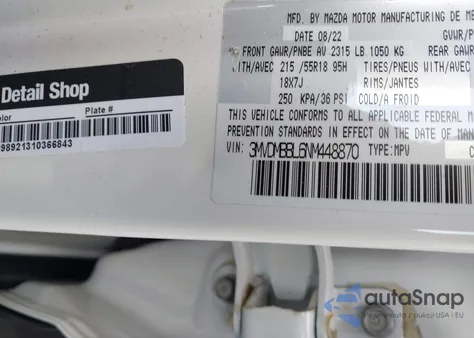 Detail Shop
olor
Plate #
98921310366843
MFD. BY MAZDA MOTOR MANUFACTURING DE ME
DATE 08/22
GVWR/P
FRONT GAWR/PNBE AV 2315 LB 1050 KG
REAR GAWR
WITH/AVEC 215 /55R18 95H
TIRES/PNEUS WITH/AVE
18X7J
RIMS/JANTES
250 KPA/36 PSI COLD/A FROID
THIS VEHICLE CONFORMS TO ALL APPLICABLE FEDERAL M
PREVENTION STANDARDS IN EFFECT ON THE DATE OF MA
VIN: 3MVDMBBL6NM448870 TYPE:MPV
autoSnap